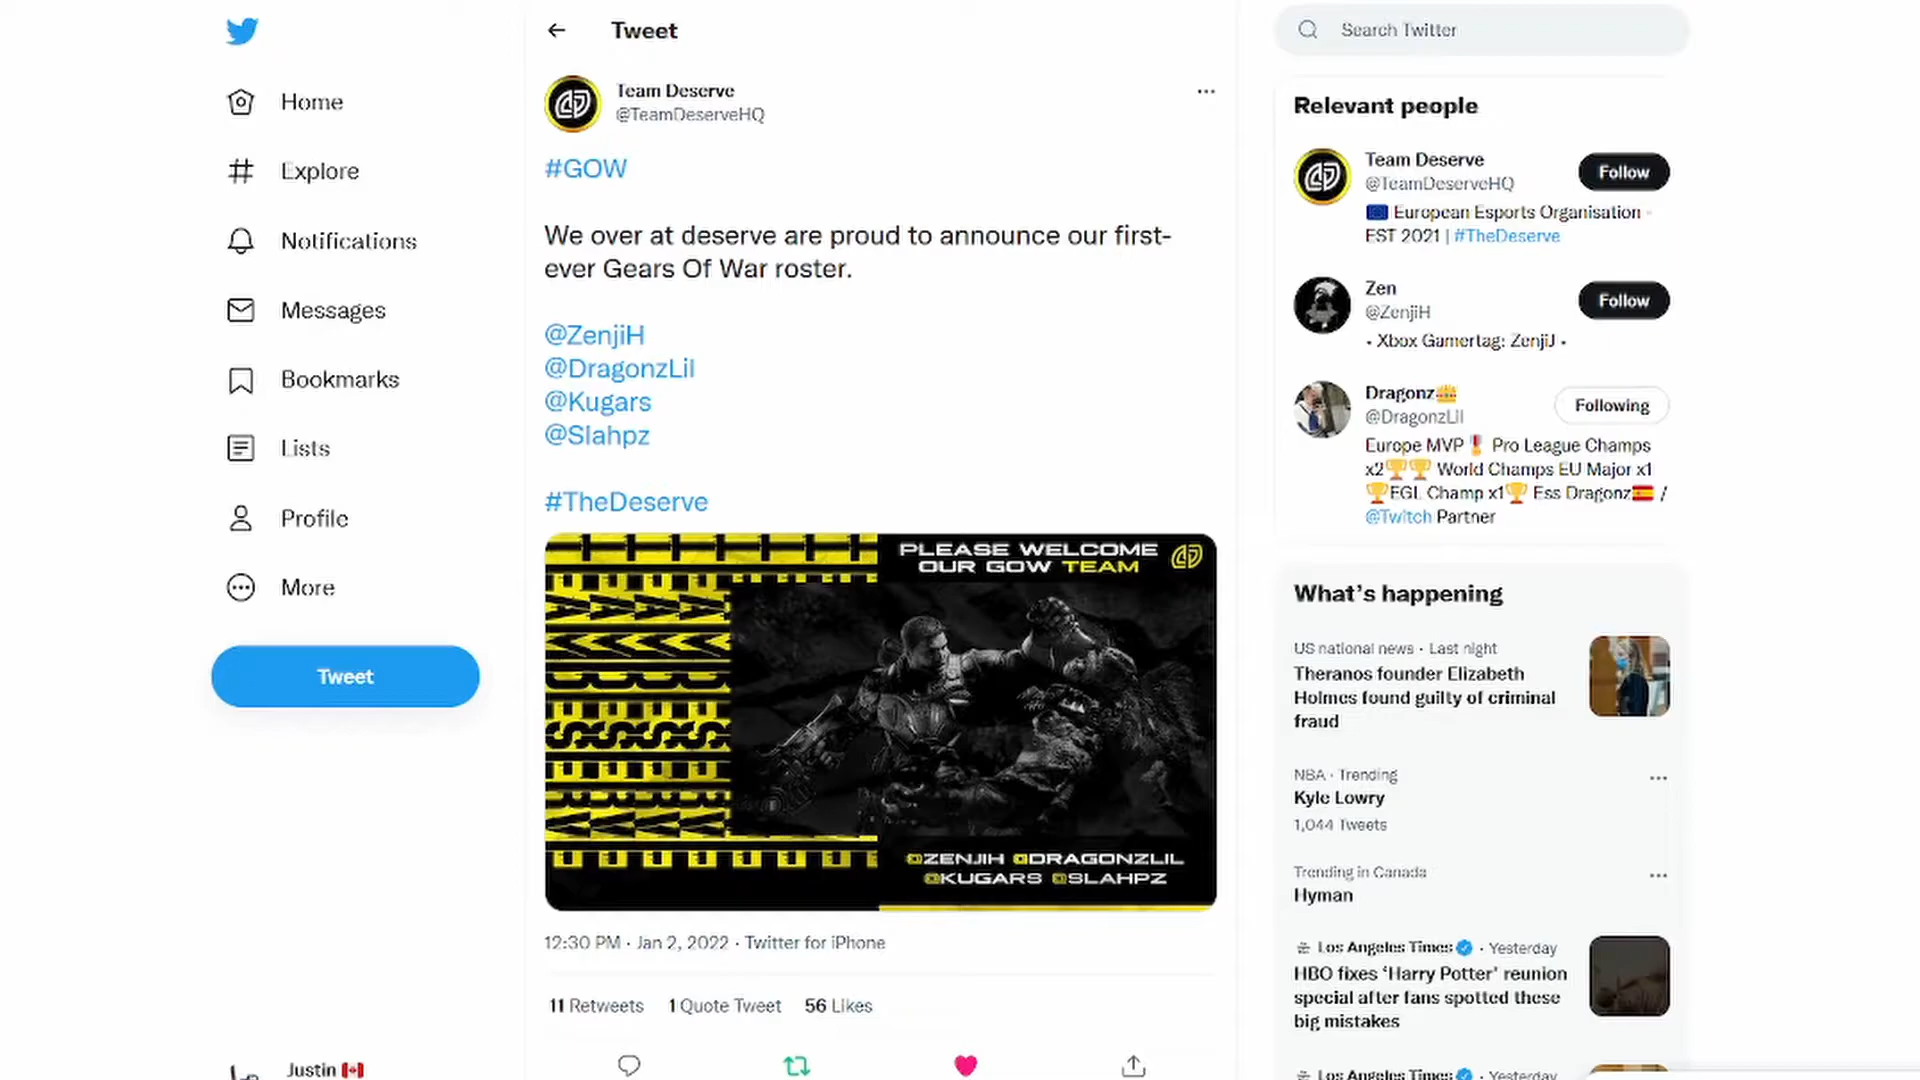 Home
Explore
Notifications
Messages
Bookmarks
Lists
Profile
More
Tweet
Justin
Tweet
Team Deserve
@TeamDeserveHQ
#GOW
We over at deserve are proud to announce our first-
ever Gears Of War roster.
@ZenjiH
@DragonzLil
@Kugars
@Slahpz
#TheDeserve
PLEASE WELCOME
OUR GOW TEAM
@ZENJIH @DRAGONZLIL
@KUGARS @SLAHPZ
12:30 PM · Jan 2, 2022 · Twitter for iPhone
11 Retweets 1 Quote Tweet 56 Likes
Search Twitter
Relevant people
Team Deserve
@TeamDeserveHQ
Follow
European Esports Organisation -
EST 2021 | #TheDeserve
Zen
@ZenjiH
Follow
• Xbox Gamertag: ZenjiJ •
Dragonz
@DragonzLil
Following
Europe MVP Pro League Champs
x2 World Champs EU Major x1
EGL Champ x1 Ess Dragonz /
@Twitch Partner
What's happening
US national news · Last night
Theranos founder Elizabeth
Holmes found guilty of criminal
fraud
NBA · Trending
Kyle Lowry
1,044 Tweets
Trending in Canada
Hyman
Los Angeles Times · Yesterday
HBO fixes ‘Harry Potter’ reunion
special after fans spotted these
big mistakes
Los Angeles Times · Yesterday